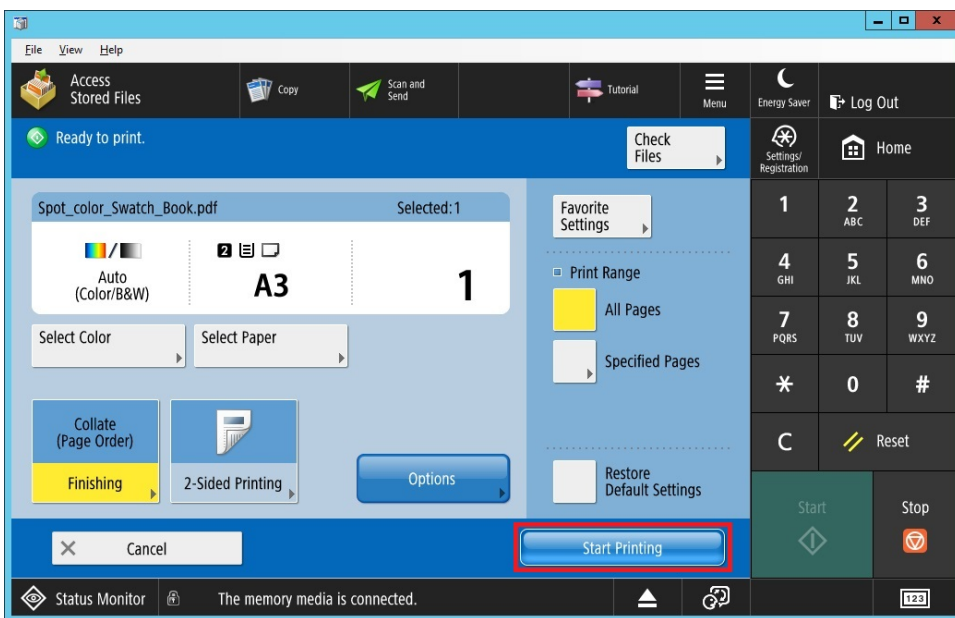 File View Help
Access
Stored Files
Copy
Scan and
Send
Tutorial
Menu
Energy Saver
Log Out
Ready to print.
Check
Files
Settings/
Registration
Home
Spot_color_Swatch_Book.pdf
Selected:1
Auto
(Color/B&W)
2
A3
1
Select Color
Select Paper
Collate
(Page Order)
Finishing
2-Sided Printing
Options
Favorite
Settings
Print Range
All Pages
Specified Pages
Restore
Default Settings
1
2
ABC
3
DEF
4
GHI
5
JKL
6
MNO
7
PQRS
8
TUV
9
WXYZ
*
0
#
C
Reset
Start
Stop
Cancel
Start Printing
Status Monitor
The memory media is connected.
123